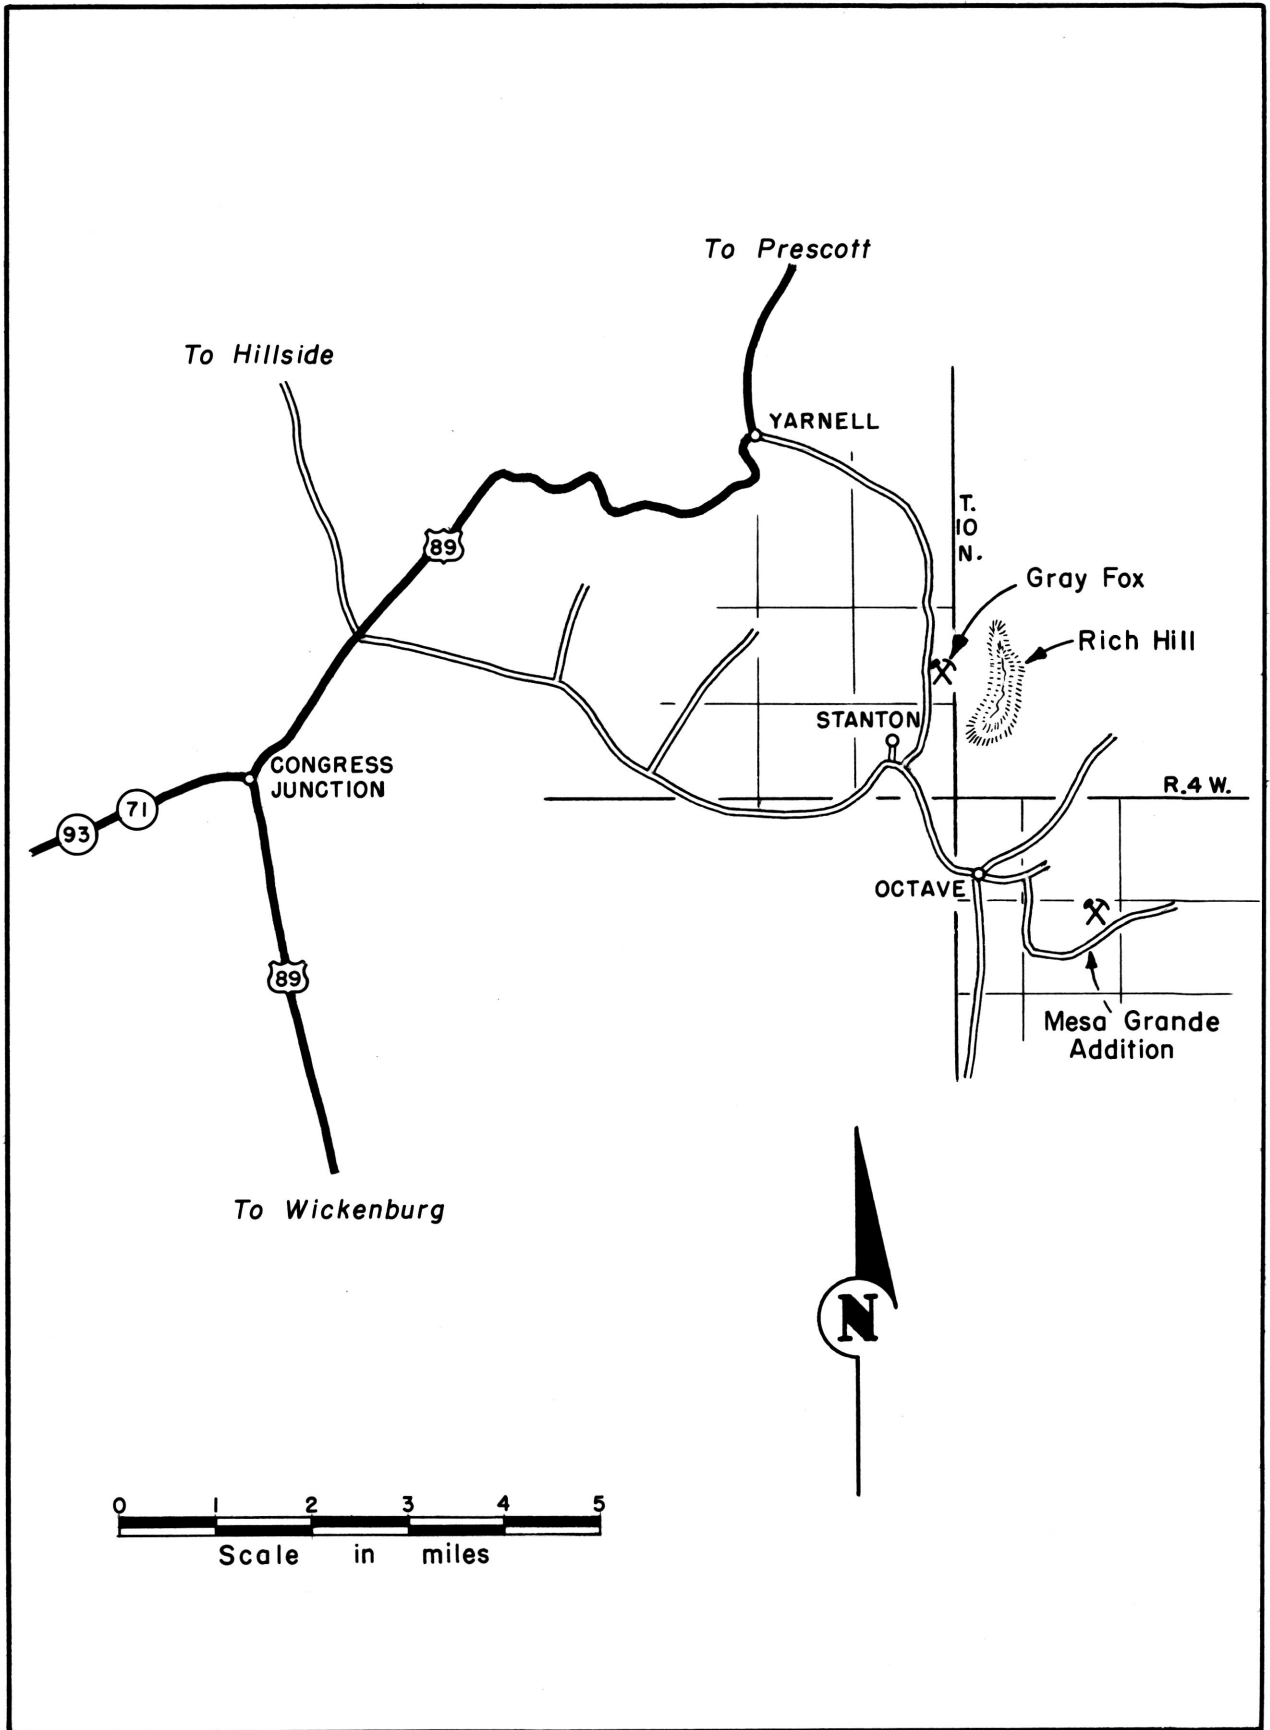 To Prescott
To Hillside
YARNELL
T.
10
N.
89
Gray Fox
Rich Hill
STANTON
CONGRESS
JUNCTION
R.4 W.
71
93
OCTAVE
89
Mesa Grande
Addition
To Wickenburg
N
0 1 2 3 4 5
Scale in miles